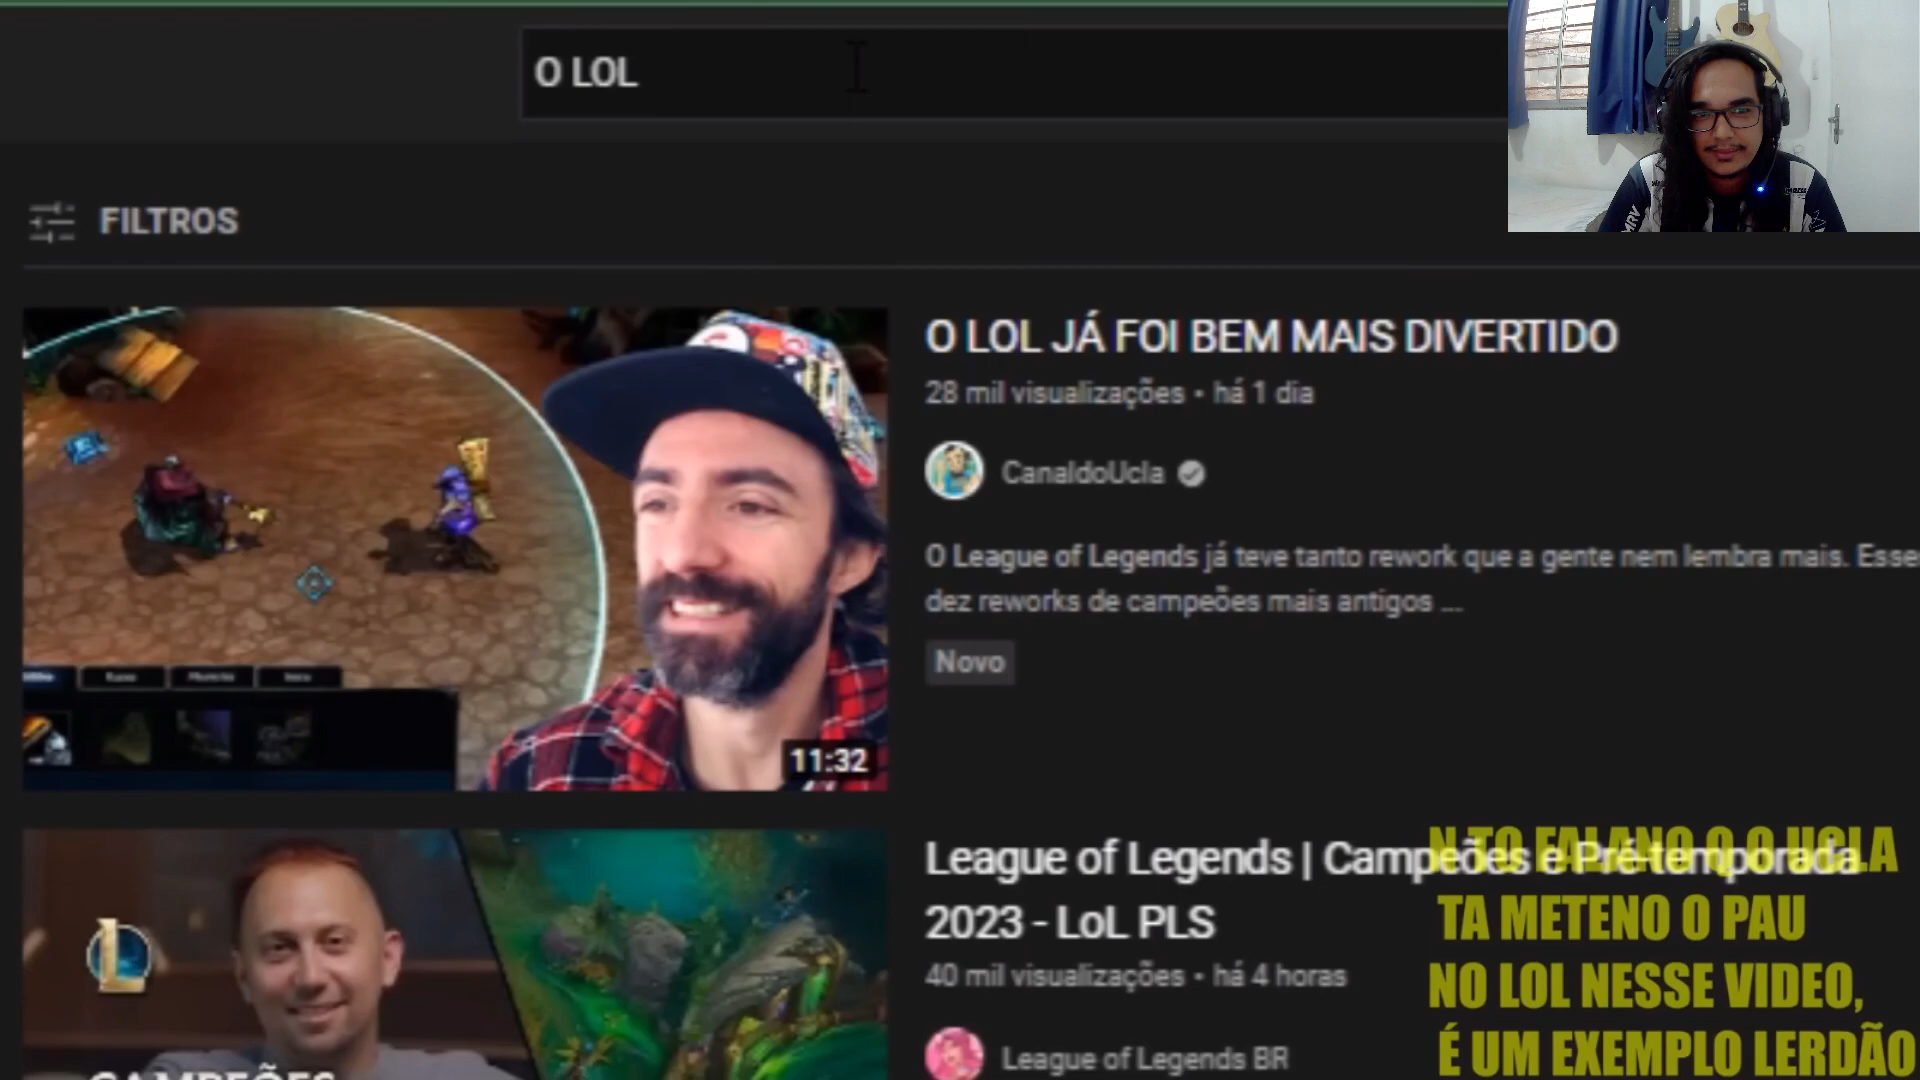 O LOL
FILTROS
O LOL JÁ FOI BEM MAIS DIVERTIDO
28 mil visualizações • há 1 dia
CanaldoUcla
O League of Legends já teve tanto rework que a gente nem lembra mais. Esse
dez reworks de campeões mais antigos ...
Novo
11:32
League of Legends | Campeões e Pré-temporada
2023 - LoL PLS
40 mil visualizações • há 4 horas
League of Legends BR
CAMPEÕES
N TO FALANO Q O UCLA
TA METENO O PAU
NO LOL NESSE VIDEO,
É UM EXEMPLO LERDÃO
MRV